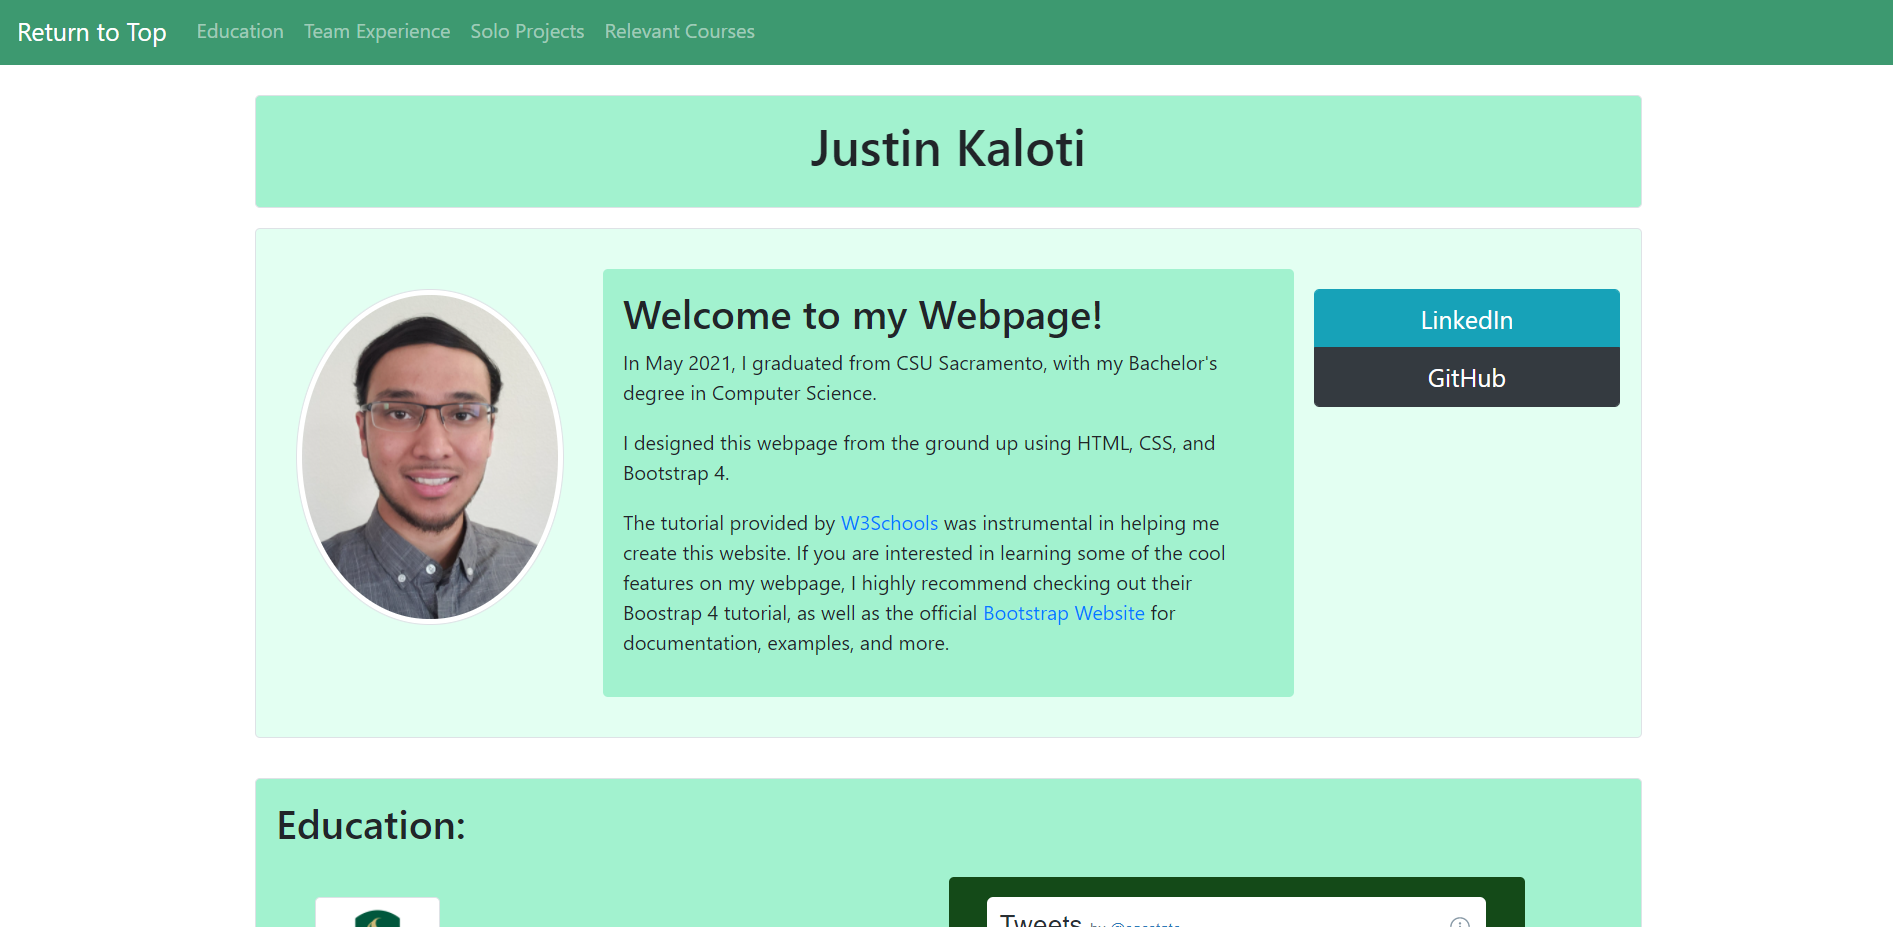 Return to Top Education Team Experience Solo Projects Relevant Courses
Justin Kaloti
Welcome to my Webpage!
In May 2021, I graduated from CSU Sacramento, with my Bachelor's
degree in Computer Science.
I designed this webpage from the ground up using HTML, CSS, and
Bootstrap 4.
The tutorial provided by W3Schools was instrumental in helping me
create this website. If you are interested in learning some of the cool
features on my webpage, I highly recommend checking out their
Boostrap 4 tutorial, as well as the official Bootstrap Website for
documentation, examples, and more.
LinkedIn
GitHub
Education:
Tweets by